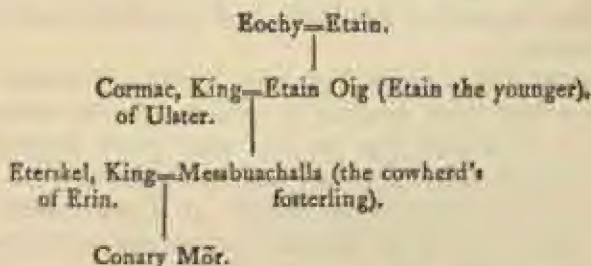 Eochy=Etain.
Cormac, King=Etain Oig (Etain the younger).
of Ulster.
Eterskel, King=Messbuachalla (the cowherd's
of Erin. fosterling).
Conary Mōr.